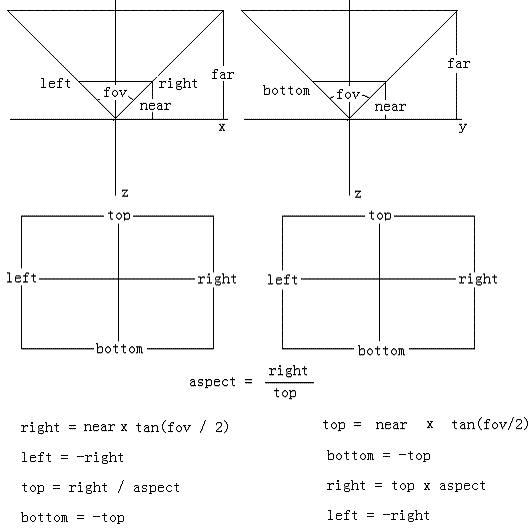 left fov right far
near
x
z
bottom fov far
near
y
z
top
left right
bottom
top
left right
bottom
aspect = right
top
right = near x tan(fov / 2)
left = -right
top = right / aspect
bottom = -top
top = near x tan(fov/2)
bottom = -top
right = top x aspect
left = -right